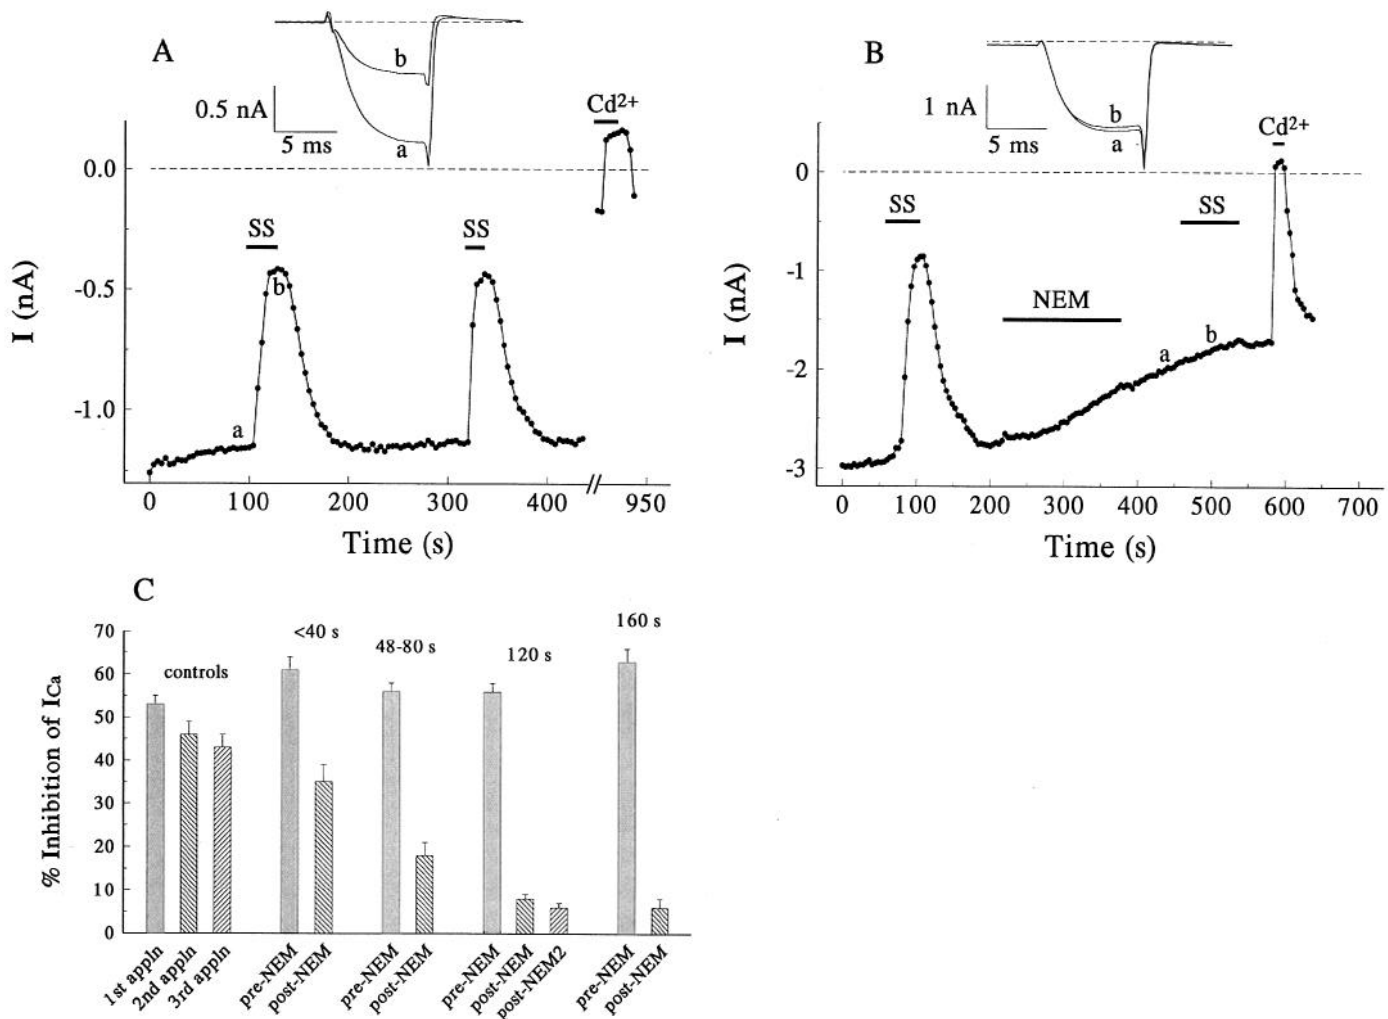 A
b
0.5 nA
5 ms
a
Cd2+
0.0
-0.5
-1.0
SS
SS
a
b
I (nA)
0
100
200
300
400
950
Time (s)
B
1 nA
5 ms
b
a
Cd2+
0
-1
-2
-3
SS
SS
NEM
a
b
I (nA)
0
100
200
300
400
500
600
700
Time (s)
C
70
60
50
40
30
20
10
0
% Inhibition of ICa
controls
<40 s
48-80 s
120 s
160 s
1st appln
2nd appln
3rd appln
pre-NEM
post-NEM
pre-NEM
post-NEM
pre-NEM
post-NEM
post-NEM2
pre-NEM
post-NEM